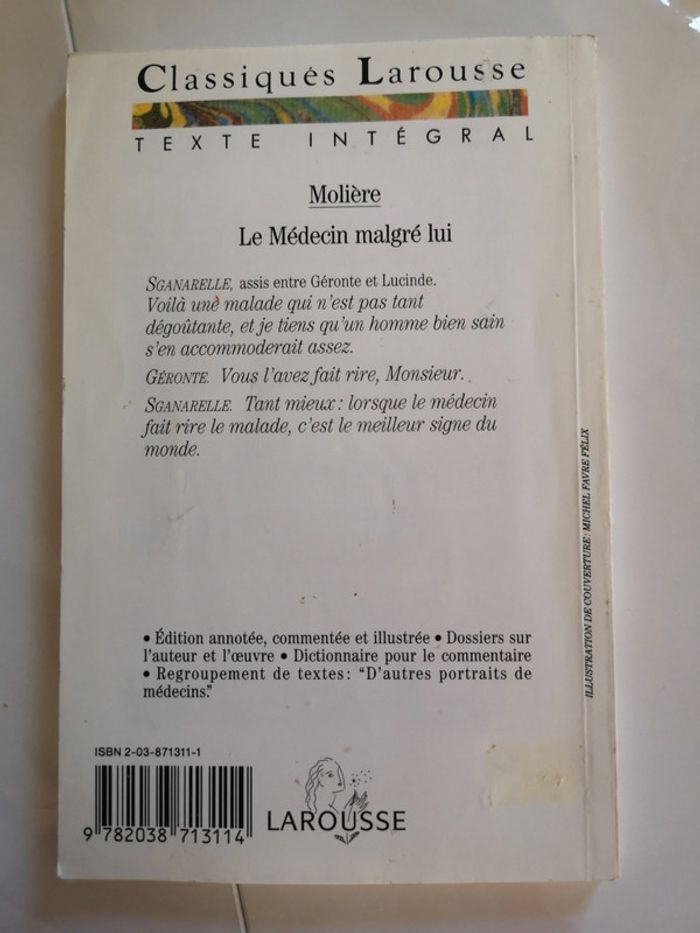 Classiques Larousse
TEXTE INTÉGRAL
Molière
Le Médecin malgré lui
SGANARELLE, assis entre Géronte et Lucinde.
Voilà une malade qui n'est pas tant
dégoûtante, et je tiens qu'un homme bien sain
s'en accommoderait assez.
GÉRONTE. Vous l'avez fait rire, Monsieur.
SGANARELLE. Tant mieux : lorsque le médecin
fait rire le malade, c'est le meilleur signe du
monde.
• Édition annotée, commentée et illustrée • Dossiers sur
l'auteur et l'œuvre • Dictionnaire pour le commentaire
• Regroupement de textes : "D'autres portraits de
médecins."
ISBN 2-03-871311-1
9 782038 713114
LAROUSSE
ILLUSTRATION DE COUVERTURE : MICHEL FAVRE FÉLIX